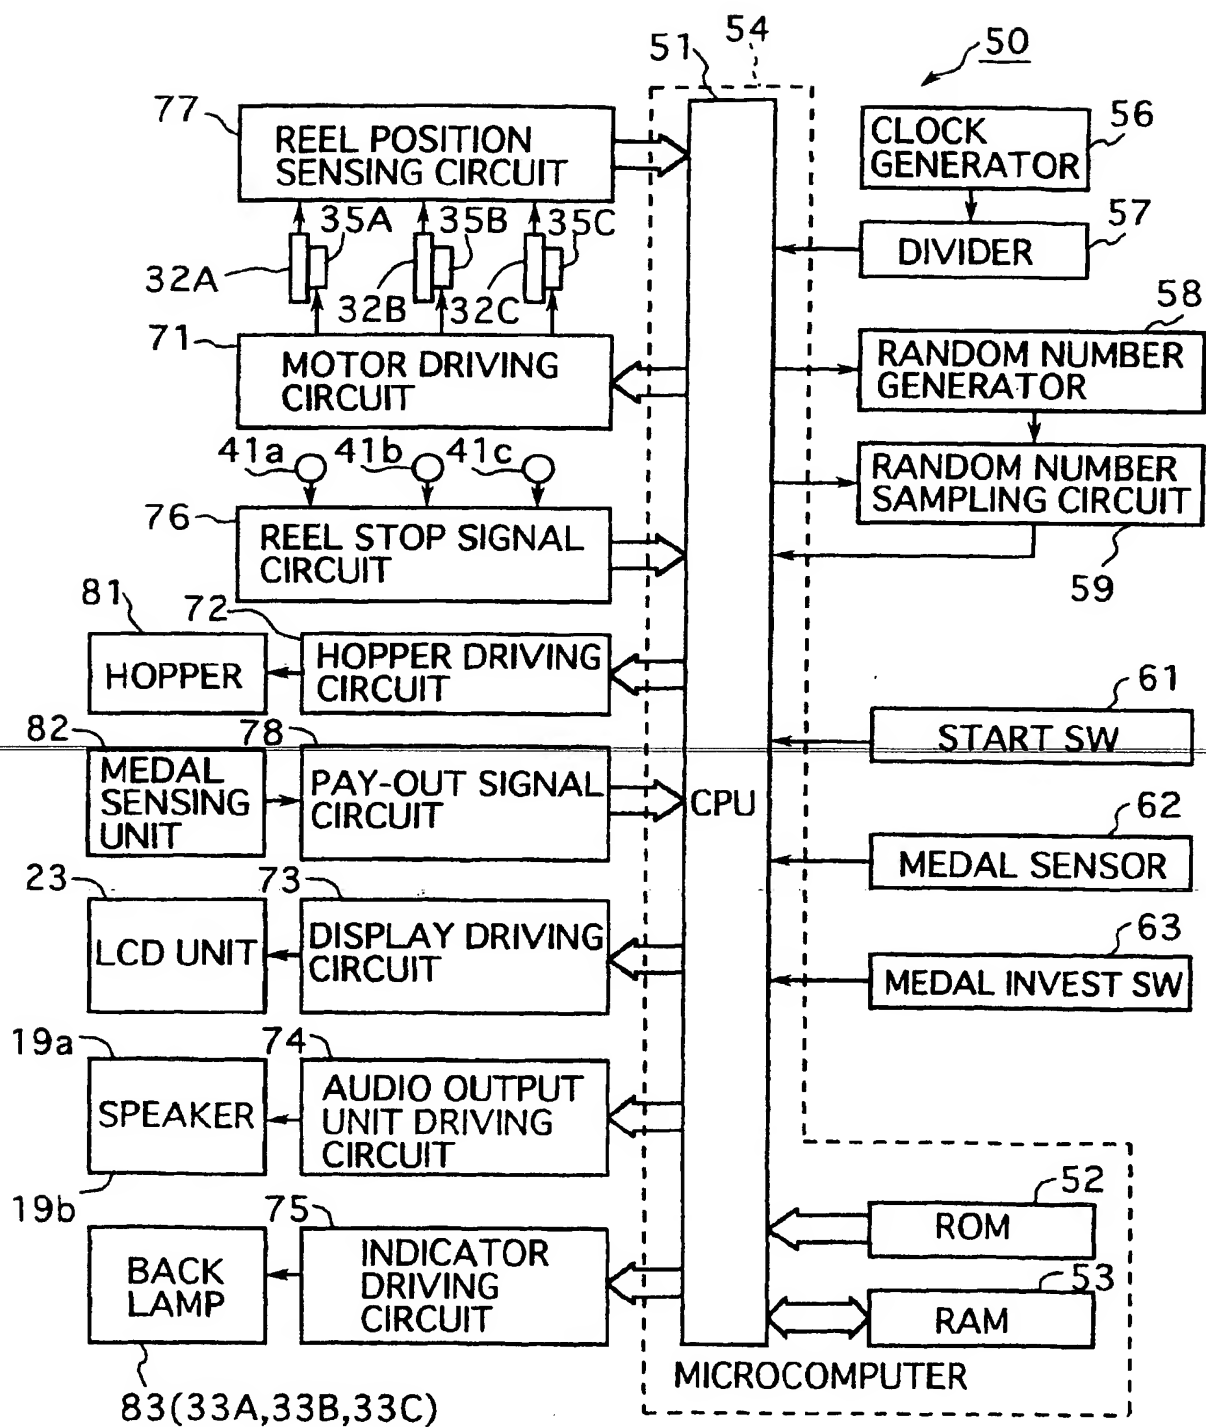 51
54
50
77
REEL POSITION
SENSING CIRCUIT
CLOCK
GENERATOR
56
35A
35B
35C
32A
32B
32C
DIVIDER
57
71
MOTOR DRIVING
CIRCUIT
58
RANDOM NUMBER
GENERATOR
41a
41b
41c
RANDOM NUMBER
SAMPLING CIRCUIT
59
76
REEL STOP SIGNAL
CIRCUIT
81
HOPPER
72
HOPPER DRIVING
CIRCUIT
61
START SW
82
MEDAL
SENSING
UNIT
78
PAY-OUT SIGNAL
CIRCUIT
CPU
62
MEDAL SENSOR
23
LCD UNIT
73
DISPLAY DRIVING
CIRCUIT
63
MEDAL INVEST SW
19a
SPEAKER
19b
74
AUDIO OUTPUT
UNIT DRIVING
CIRCUIT
52
ROM
75
INDICATOR
DRIVING
CIRCUIT
BACK
LAMP
83(33A,33B,33C)
53
RAM
MICROCOMPUTER